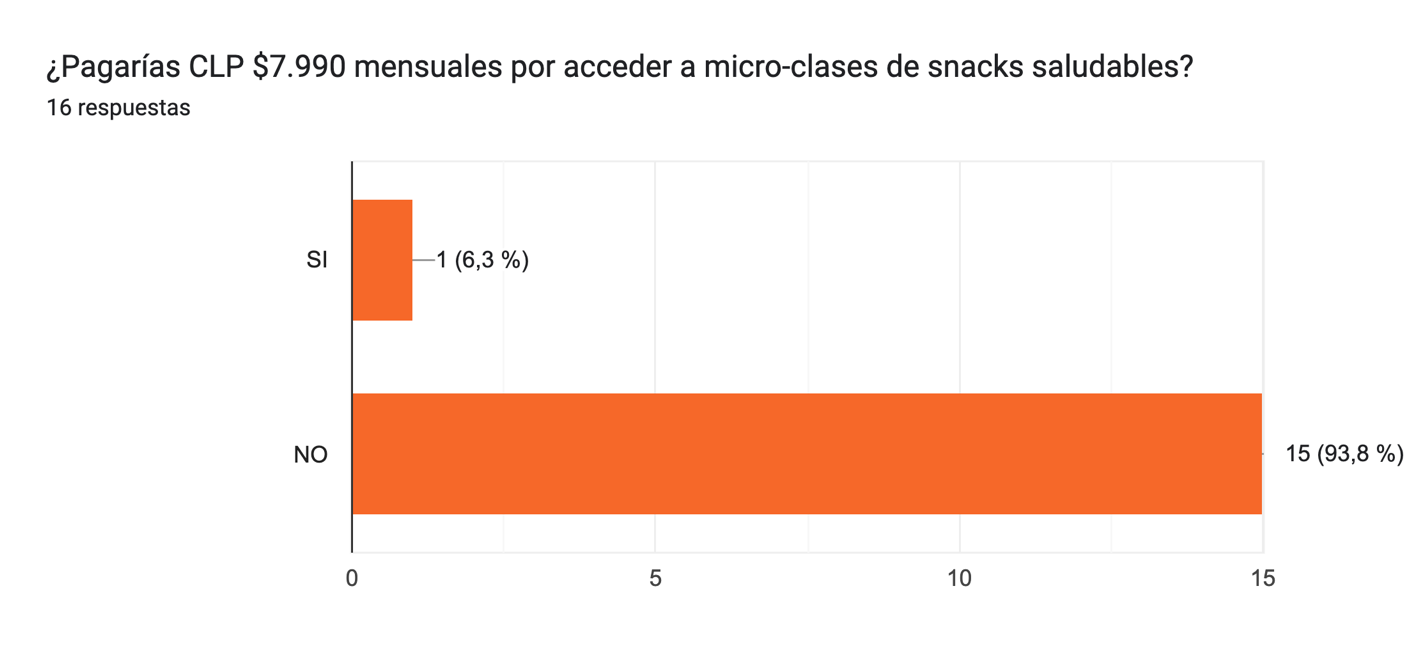 ¿Pagarías CLP $7.990 mensuales por acceder a micro-clases de snacks saludables?
16 respuestas
SI
1 (6,3 %)
NO
15 (93,8 %)
0 5 10 15